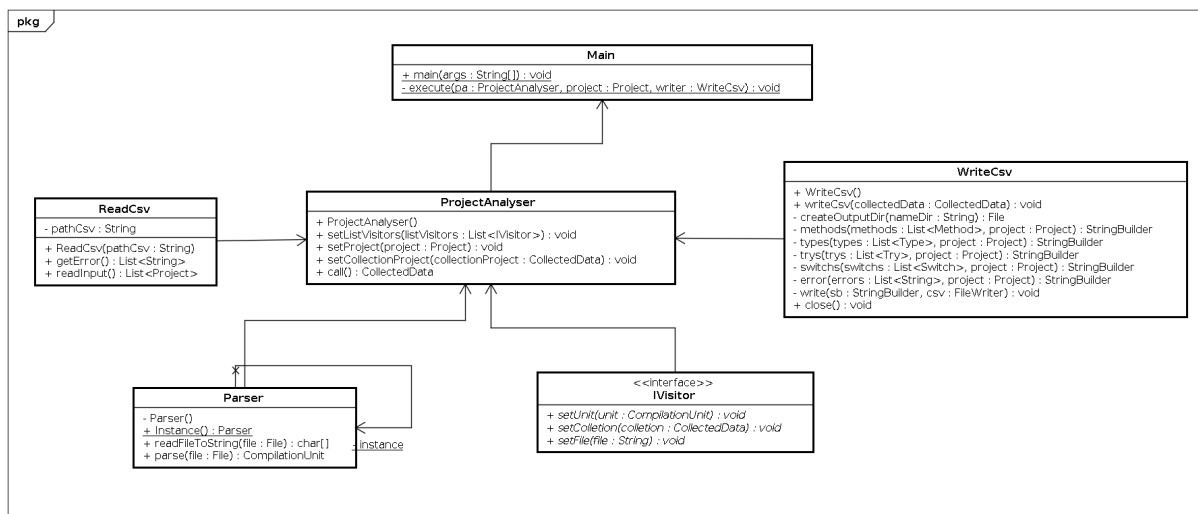 pkg
Main
+ main(args : String[]) : void
- execute(pa : ProjectAnalyser, project : Project, writer : WriteCsv) : void
ReadCsv
- pathCsv : String
+ ReadCsv(pathCsv : String)
+ getError() : List<String>
+ readInput() : List<Project>
ProjectAnalyser
+ ProjectAnalyser()
+ setListVisitors(listVisitors : List<IVisitor>) : void
+ setProject(project : Project) : void
+ setCollectionProject(collectionProject : CollectedData) : void
+ call() : CollectedData
WriteCsv
+ WriteCsv()
+ writeCsv(collectedData : CollectedData) : void
- createOutputDir(nameDir : String) : File
- methods(methods : List<Method>, project : Project) : StringBuilder
- types(types : List<Type>, project : Project) : StringBuilder
- trys(trys : List<Try>, project : Project) : StringBuilder
- switchs(switchs : List<Switch>, project : Project) : StringBuilder
- error(errors : List<String>, project : Project) : StringBuilder
- write(sb : StringBuilder, csv : FileWriter) : void
+ close() : void
Parser
- Parser()
+ Instance() : Parser
+ readFileToString(file : File) : char[]
+ parse(file : File) : CompilationUnit
- instance
<<interface>>
IVisitor
+ setUnit(unit : CompilationUnit) : void
+ setColletion(colletion : CollectedData) : void
+ setFile(file : String) : void